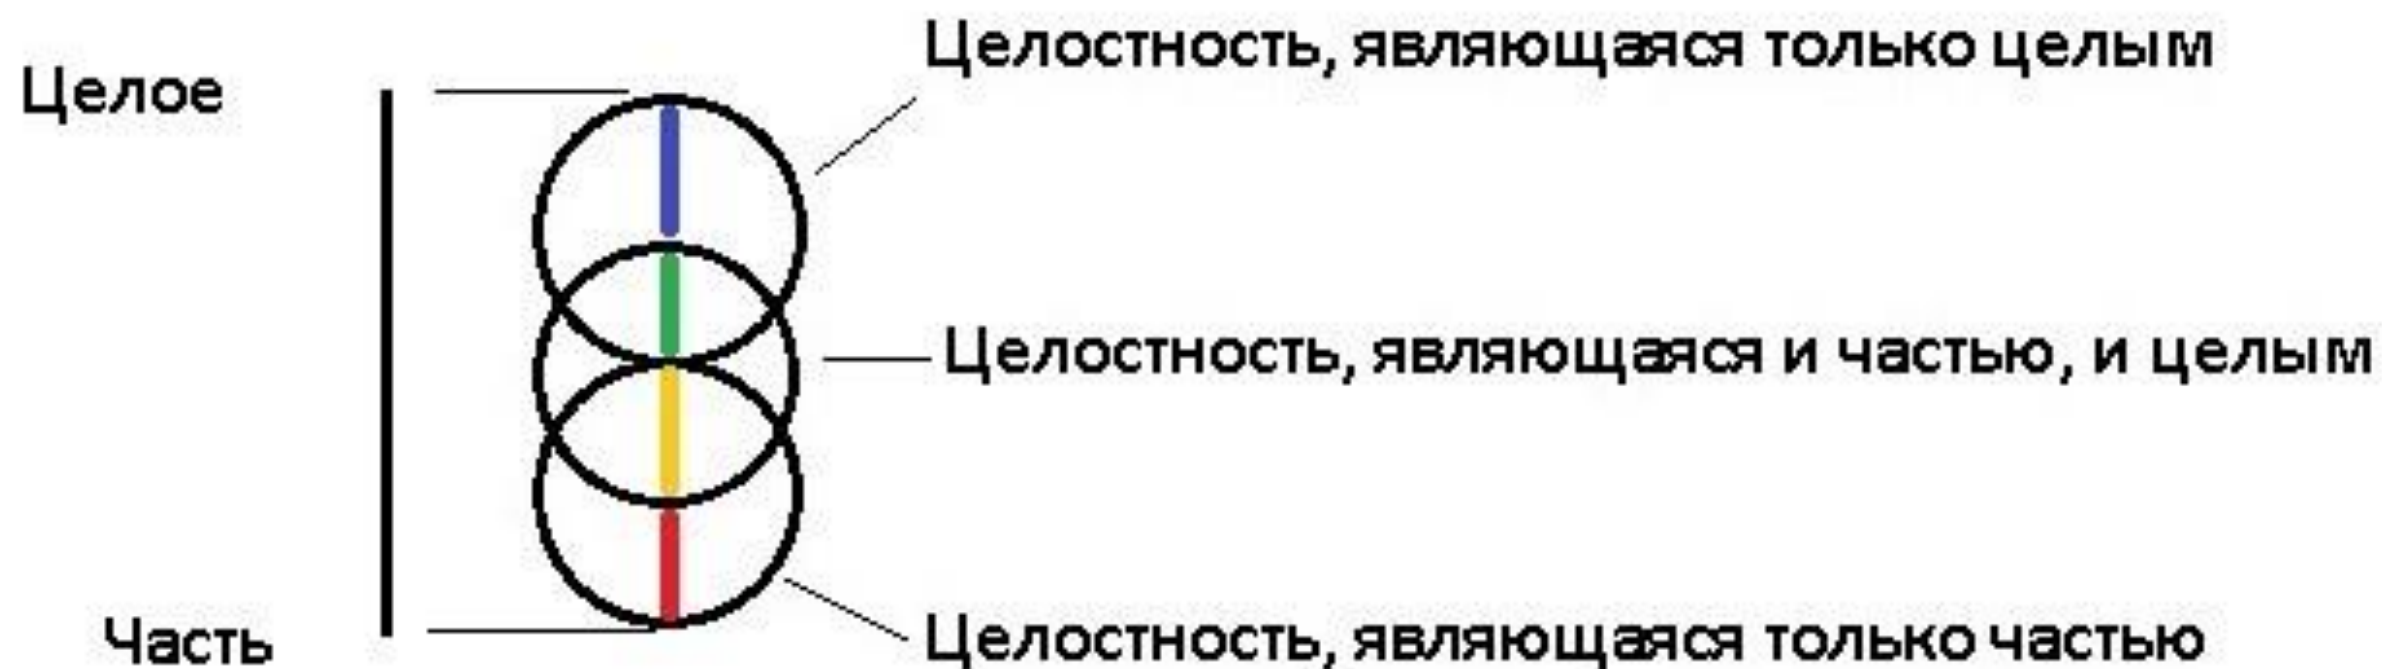 Целостность, являющаяся только целым
Целое
Целостность, являющаяся и частью, и целым
Часть
Целостность, являющаяся только частью